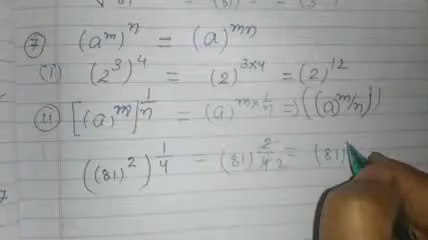 ⑦ (a^m)^n = (a)^mn
(i) (2^3)^4 = (2)^3×4 = (2)^12
(ii) [(a)^m]^1/n = (a)^m×1/n = ((a)^m/n)
((81)^2)^1/4 = (81)^2/4 2 = (81)